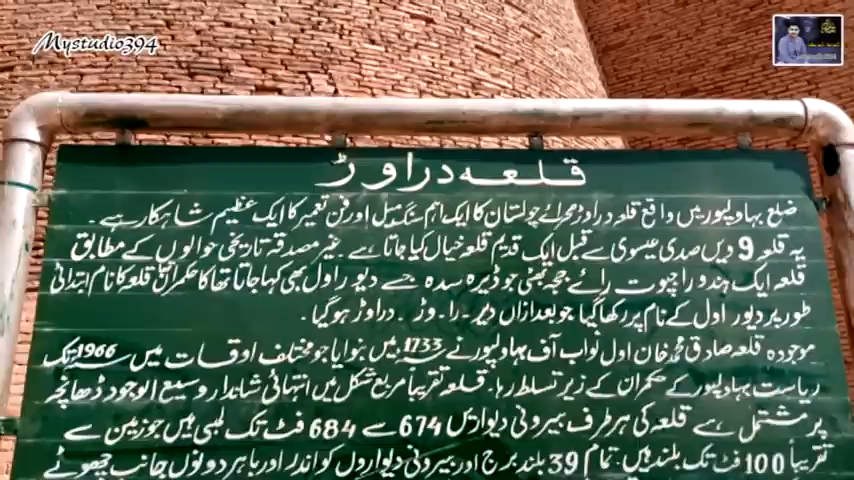 Mystudio394
قلعہ دراوڑ
ضلع بہاولپور میں واقع قلعہ دراوڑ صحرائے چولستان کا ایک اہم سنگ میل اور فن تعمیر کا ایک عظیم شاہکار ہے۔
یہ قلعہ 9 ویں صدی عیسوی سے قبل ایک قدیم قلعہ خیال کیا جاتا ہے۔ غیر مصدقہ تاریخی حوالوں کے مطابق
قلعہ ایک ہندو راجپوت رائے ججہ بھٹی جو ڈیرہ سدہ جسے دیو راول بھی کہا جاتا تھا کا حکمران تھا قلعہ کا نام ابتدائی
طور پر دیور اول کے نام پر رکھا گیا جو بعد ازاں دیر۔را۔وڑ۔۔ دراوڑ ہو گیا۔
موجودہ قلعہ صادق محمد خان اول نواب آف بہاولپور نے 1733 میں بنوایا جو مختلف اوقات میں 1966 تک
ریاست بہاولپور کے حکمران کے زیر تسلط رہا۔ قلعہ تقریباً مربع شکل میں انتہائی شاندار وسیع الوجود ڈھانچہ
پر مشتمل ہے قلعہ کی ہر طرف بیرونی دیواریں 674 سے 684 فٹ تک لمبی ہیں جو زمین سے
تقریباً 100 فٹ تک بلند ہیں۔ تمام 39 بلند برج اور بیرونی دیواروں کو اندر اور باہر دونوں جانب چھوٹے